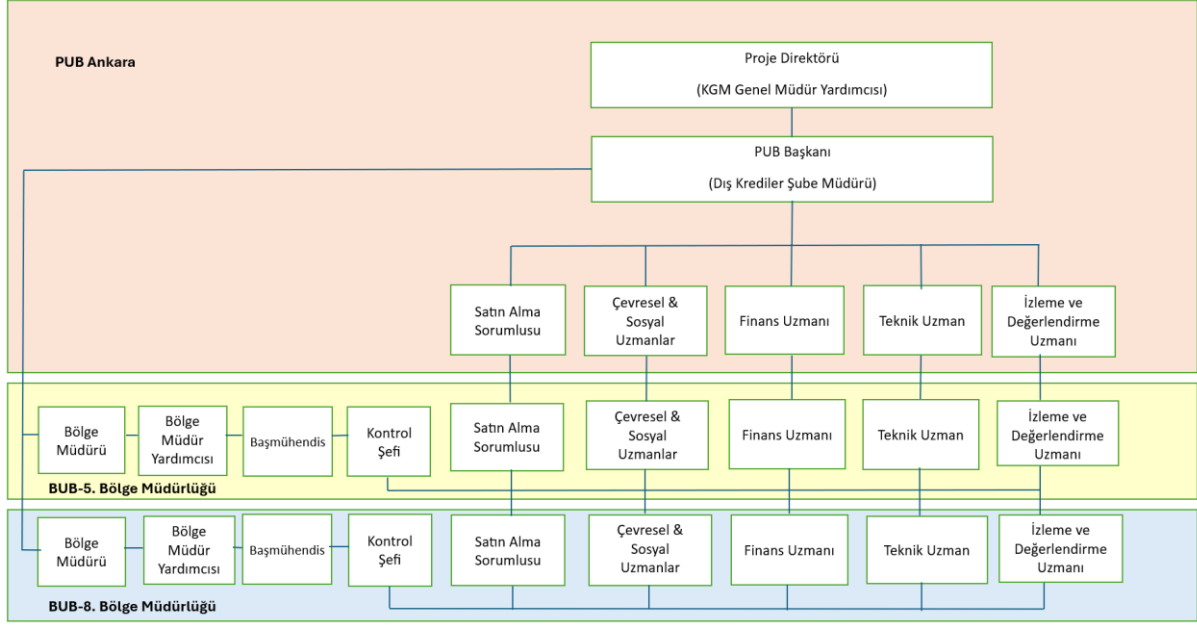 PUB Ankara
Proje Direktörü
(KGM Genel Müdür Yardımcısı)
PUB Başkanı
(Dış Krediler Şube Müdürü)
Satın Alma
Sorumlusu
Çevresel &
Sosyal
Uzmanlar
Finans Uzmanı
Teknik Uzman
İzleme ve
Değerlendirme
Uzmanı
Bölge
Müdürü
Bölge
Müdür
Yardımcısı
Başmühendis
Kontrol
Şefi
Satın Alma
Sorumlusu
Çevresel &
Sosyal
Uzmanlar
Finans Uzmanı
Teknik Uzman
İzleme ve
Değerlendirme
Uzmanı
BUB-5. Bölge Müdürlüğü
Bölge
Müdürü
Bölge
Müdür
Yardımcısı
Başmühendis
Kontrol
Şefi
Satın Alma
Sorumlusu
Çevresel &
Sosyal
Uzmanlar
Finans Uzmanı
Teknik Uzman
İzleme ve
Değerlendirme
Uzmanı
BUB-8. Bölge Müdürlüğü